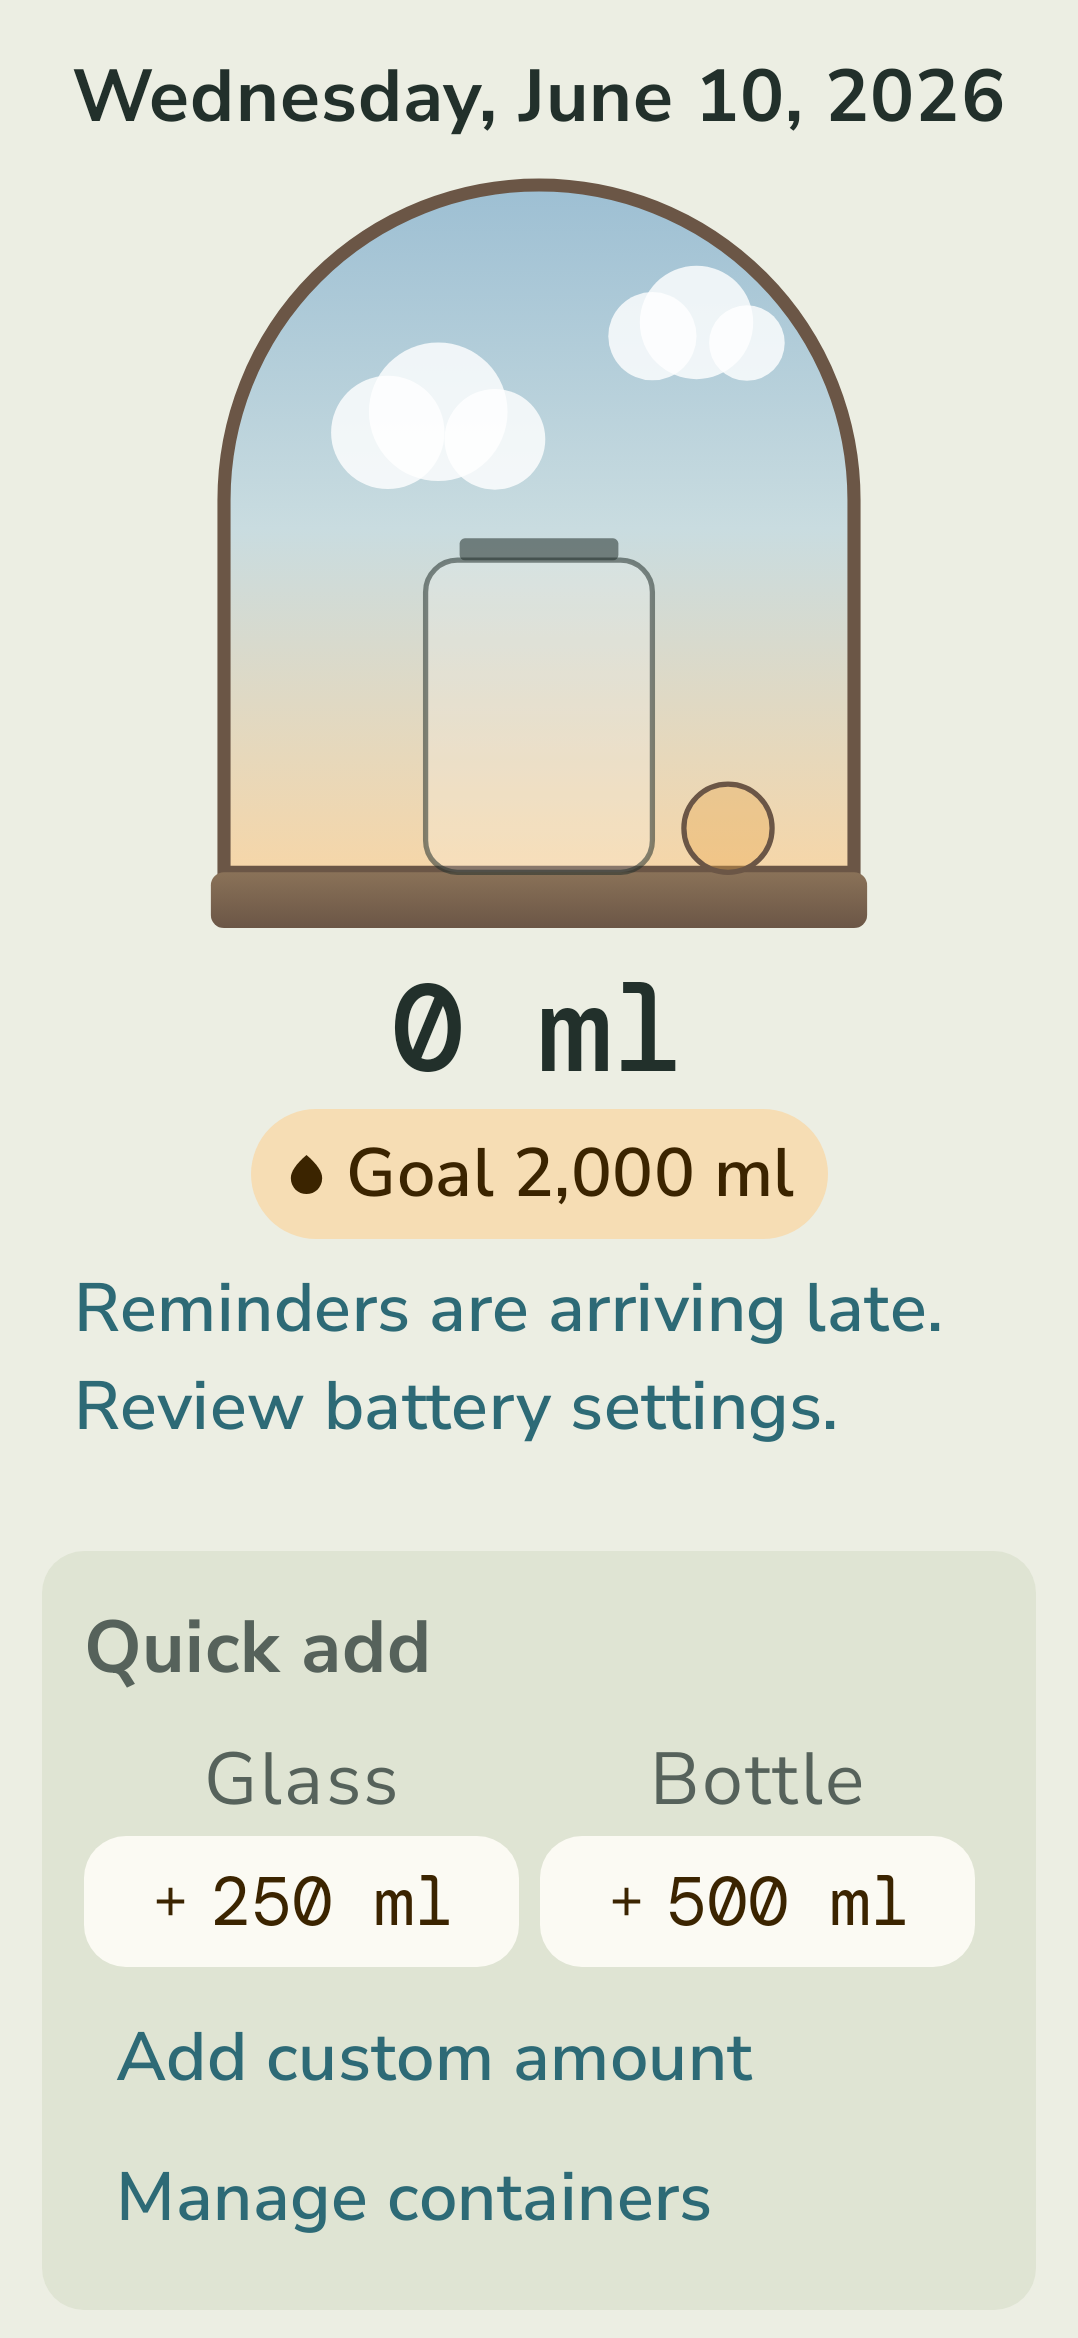 Wednesday, June 10, 2026
0 ml
Goal 2,000 ml
Reminders are arriving late.
Review battery settings.
Quick add
Glass Bottle
+ 250 ml + 500 ml
Add custom amount
Manage containers